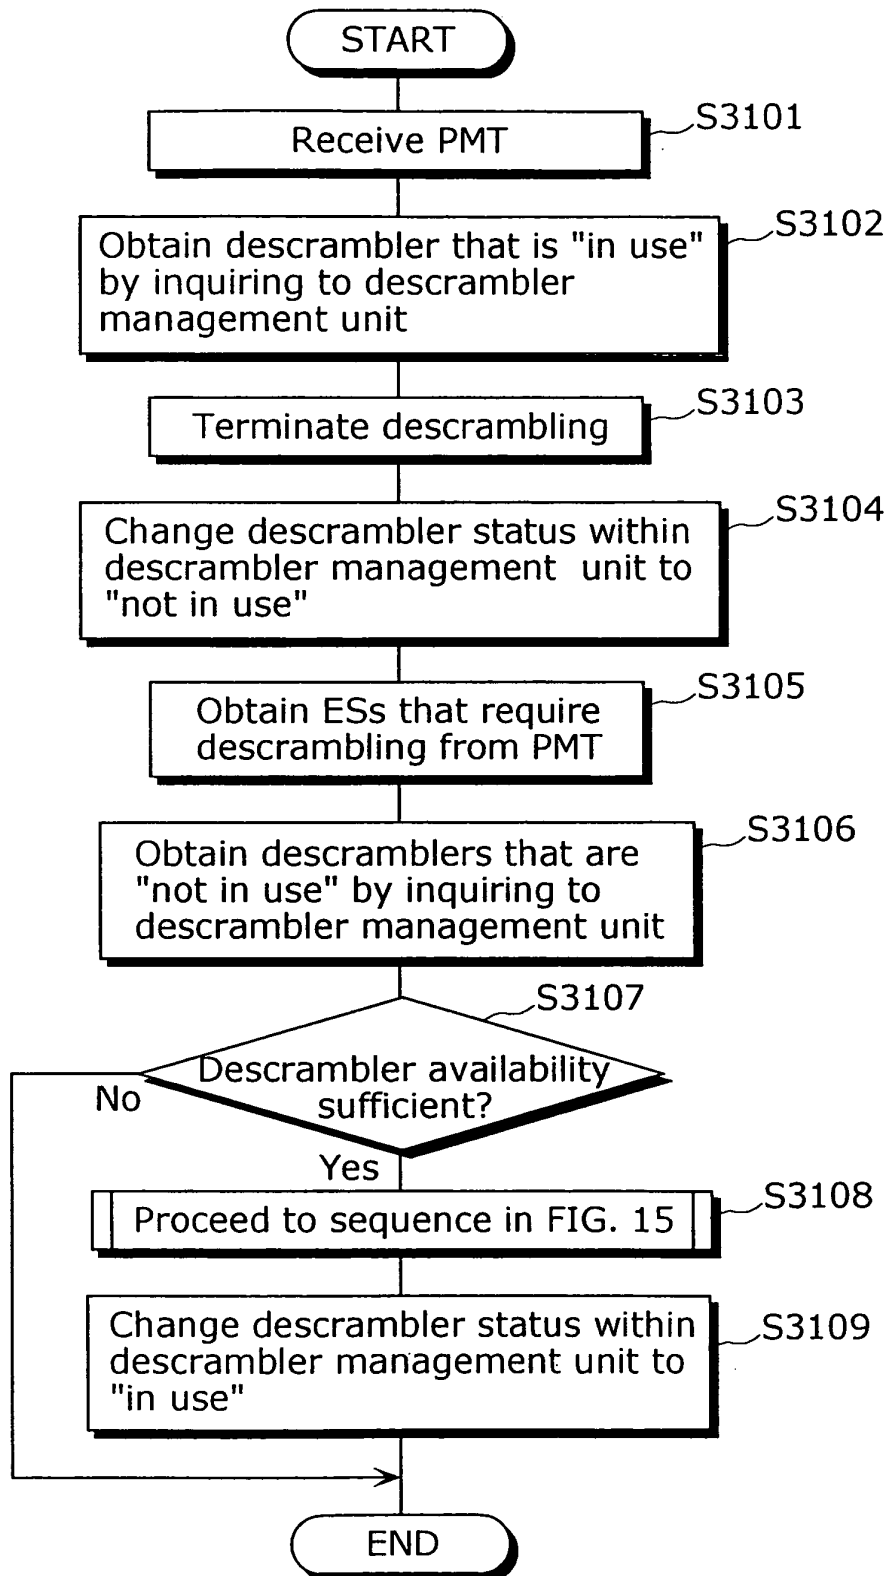 START
S3101
Receive PMT
S3102
Obtain descrambler that is "in use"
by inquiring to descrambler
management unit
S3103
Terminate descrambling
S3104
Change descrambler status within
descrambler management unit to
"not in use"
S3105
Obtain ESs that require
descrambling from PMT
S3106
Obtain descramblers that are
"not in use" by inquiring to
descrambler management unit
S3107
Descrambler availability
sufficient?
No
Yes
S3108
Proceed to sequence in FIG. 15
S3109
Change descrambler status within
descrambler management unit to
"in use"
END